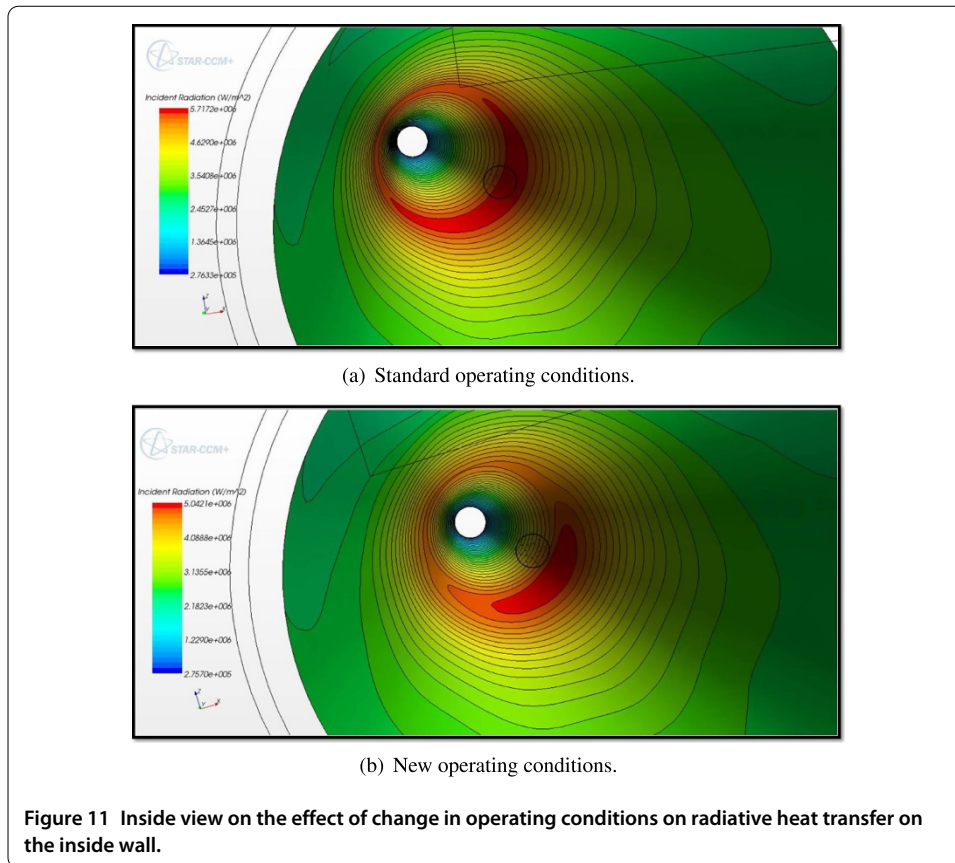 STAR-CCM+
Incident Radiation (W/m^2)
5.7172e+006
4.6290e+006
3.5408e+006
2.4527e+006
1.3645e+006
2.7633e+005
z
Y
X
(a) Standard operating conditions.
STAR-CCM+
Incident Radiation (W/m^2)
5.0421e+006
4.0888e+006
3.1355e+006
2.1823e+006
1.2290e+006
2.7570e+005
Z
Y
X
(b) New operating conditions.
Figure 11 Inside view on the effect of change in operating conditions on radiative heat transfer on
the inside wall.